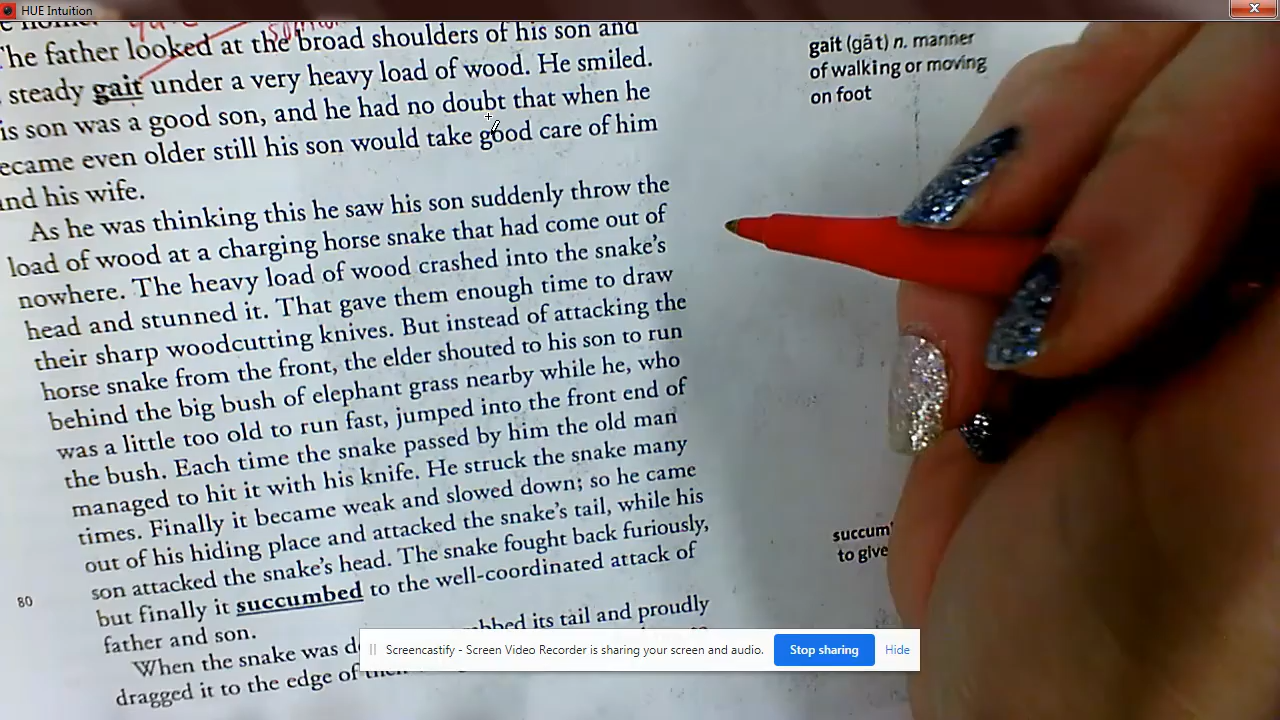 HUE Intuition
The father looked at the broad shoulders of his son and
steady gait under a very heavy load of wood. He smiled.
is son was a good son, and he had no doubt that when he
ecame even older still his son would take good care of him
and his wife.
As he was thinking this he saw his son suddenly throw the
load of wood at a charging horse snake that had come out of
nowhere. The heavy load of wood crashed into the snake's
head and stunned it. That gave them enough time to draw
their sharp woodcutting knives. But instead of attacking the
horse snake from the front, the elder shouted to his son to run
behind the big bush of elephant grass nearby while he, who
was a little too old to run fast, jumped into the front end of
the bush. Each time the snake passed by him the old man
managed to hit it with his knife. He struck the snake many
times. Finally it became weak and slowed down; so he came
out of his hiding place and attacked the snake's tail, while his
son attacked the snake's head. The snake fought back furiously,
but finally it succumbed to the well-coordinated attack of
father and son.
When the snake was its tail and proudly
dragged it to the edge of
80
gait (gāt) n. manner
of walking or moving
on foot
succum
to give
Screencastify - Screen Video Recorder is sharing your screen and audio.
Stop sharing
Hide